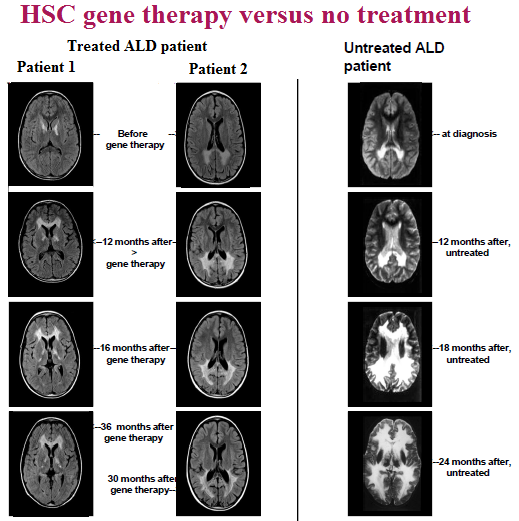 HSC gene therapy versus no treatment
Treated ALD patient
Patient 1
Patient 2
Untreated ALD
patient
-- Before --
gene therapy
-- at diagnosis
<--12 months after--
>
gene therapy
--12 months after,
untreated
--16 months after--
gene therapy
--18 months after,
untreated
--36 months after
gene therapy
30 months after
gene therapy--
--24 months after,
untreated